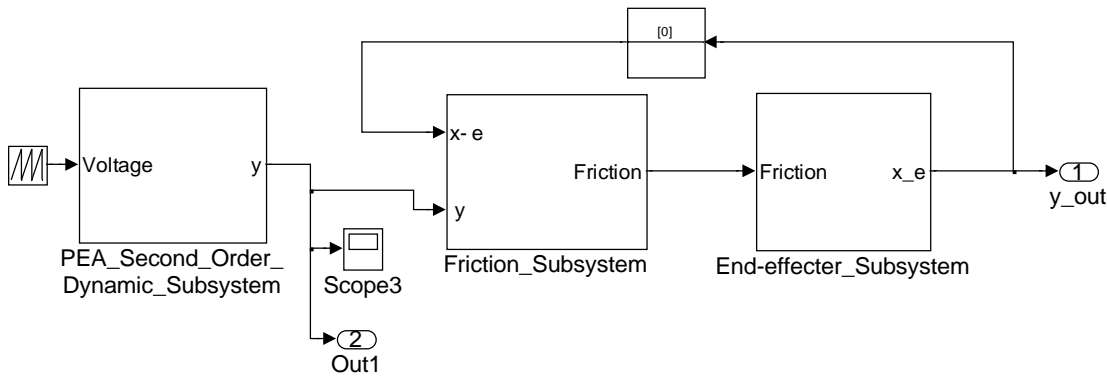 [0]
x- e
Voltage
y
Friction
Friction
x_e
1
y_out
y
PEA_Second_Order_
Dynamic_Subsystem
Scope3
Friction_Subsystem
End-effecter_Subsystem
2
Out1